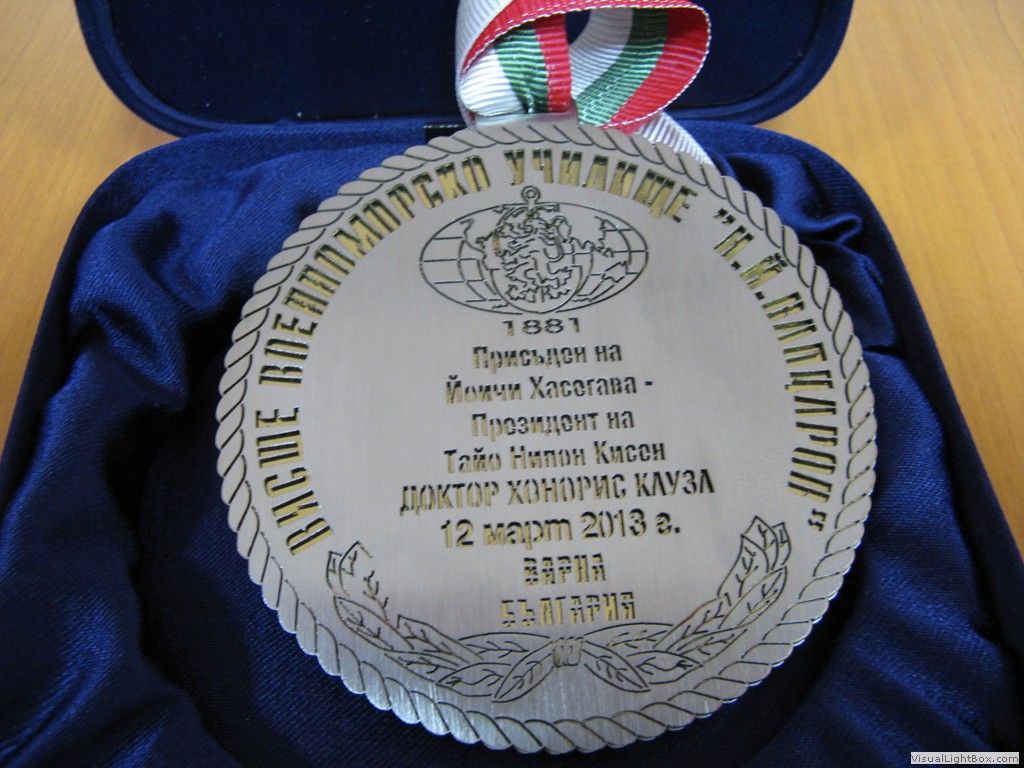 ВИСШЕ ВОЕННОМОРСКО УЧИЛИЩЕ "Н.Й.ВАПЦАРОВ"
1881
Присъден на
Йоичи Хасегава -
Президент на
Тайо Нипон Кисен
ДОКТОР ХОНОРИС КАУЗА
12 март 2013 г.
ВАРНА
БЪЛГАРИЯ
VisualLightBox.com